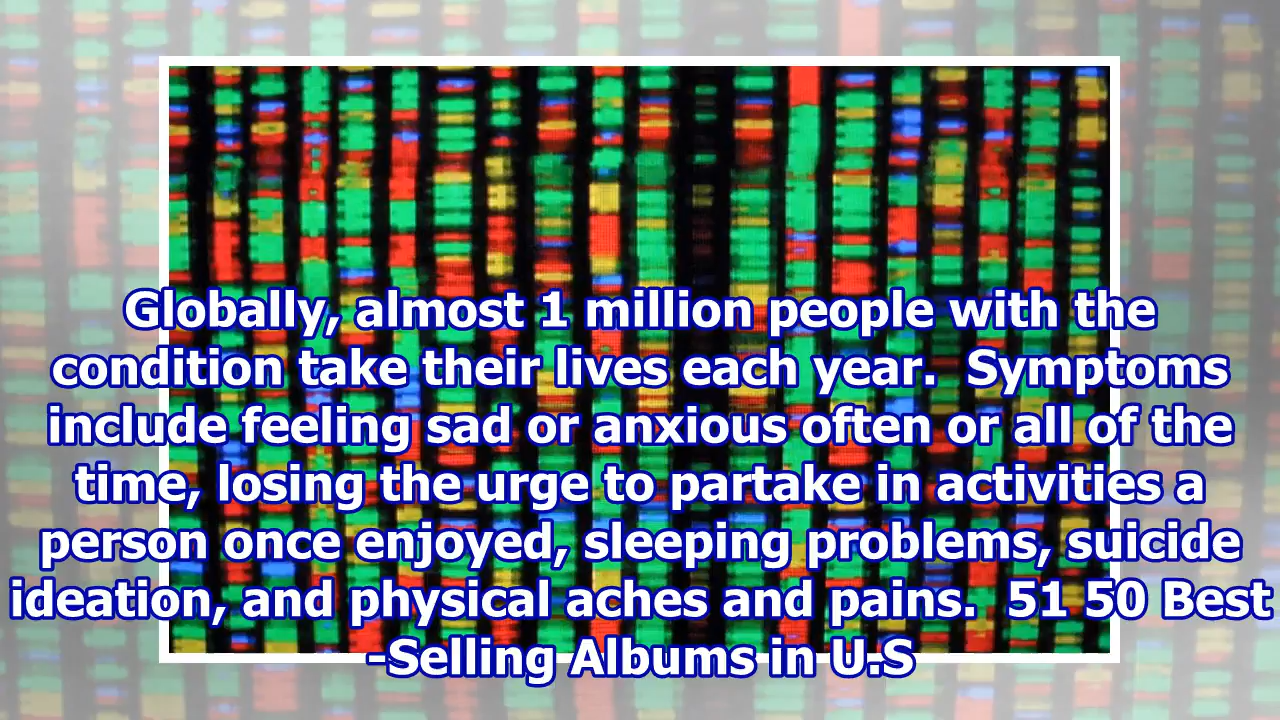 Globally, almost 1 million people with the
condition take their lives each year.  Symptoms
include feeling sad or anxious often or all of the
time, losing the urge to partake in activities a
person once enjoyed, sleeping problems, suicide
ideation, and physical aches and pains.  51 50 Best
-Selling Albums in U.S